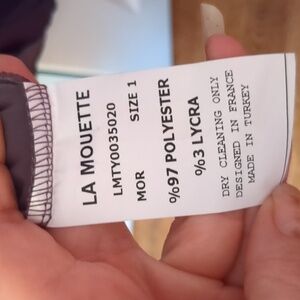 LA MOUETTE
LMTY0035020
MOR SIZE 1
%97 POLYESTER
%3 LYCRA
DRY CLEANING ONLY
DESIGNED IN FRANCE
MADE IN TURKEY